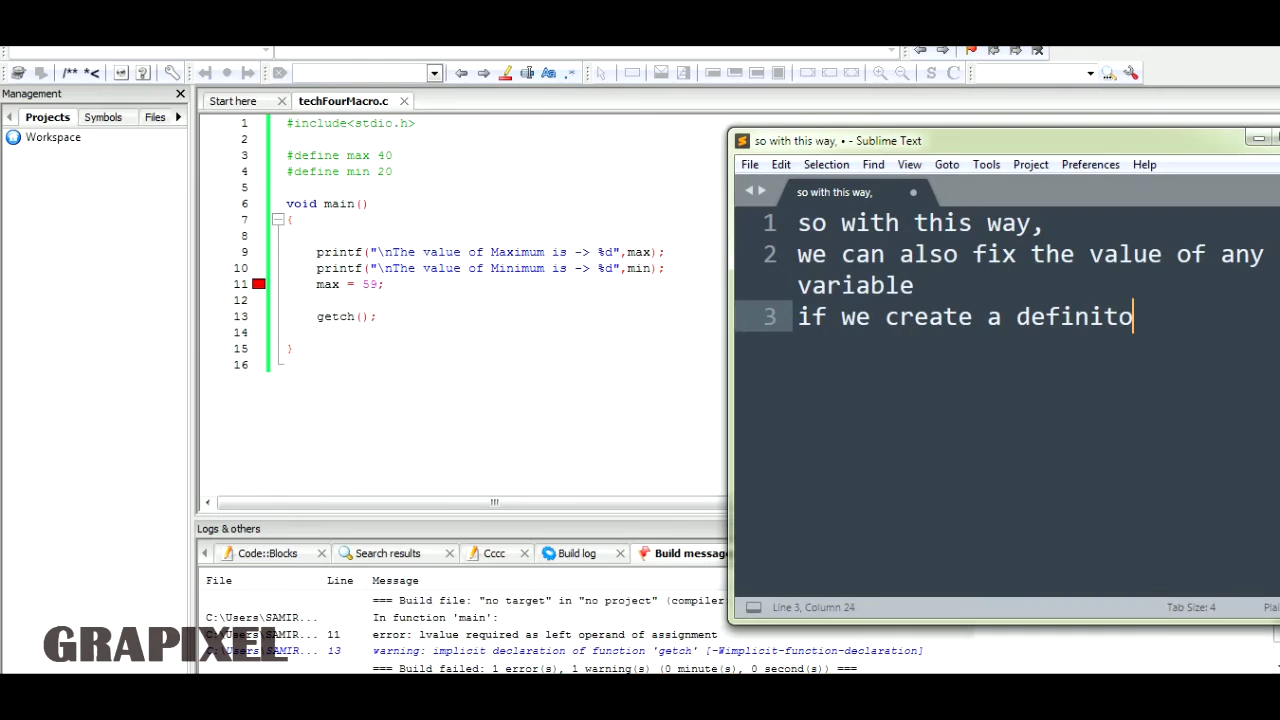 /** *<
Management
Projects
Symbols
Files
Workspace
Start here
techFourMacro.c
1 #include<stdio.h>
2
3 #define max 40
4 #define min 20
5
6 void main()
7 {
8
9 printf("\nThe value of Maximum is -> %d",max);
10 printf("\nThe value of Minimum is -> %d",min);
11 max = 59;
12
13 getch();
14
15 }
16
so with this way, • - Sublime Text
File Edit Selection Find View Goto Tools Project Preferences Help
so with this way,
1 so with this way,
2 we can also fix the value of any
variable
3 if we create a definito
Line 3, Column 24
Tab Size: 4
Logs & others
Code::Blocks
Search results
Cccc
Build log
Build messag
File Line Message
=== Build file: "no target" in "no project" (compiler
C:\Users\SAMIR... In function 'main':
C:\Users\SAMIR... 11 error: lvalue required as left operand of assignment
C:\Users\SAMIR... 13 warning: implicit declaration of function 'getch' [-Wimplicit-function-declaration]
=== Build failed: 1 error(s), 1 warning(s) (0 minute(s), 0 second(s)) ===
GRAPIXEL